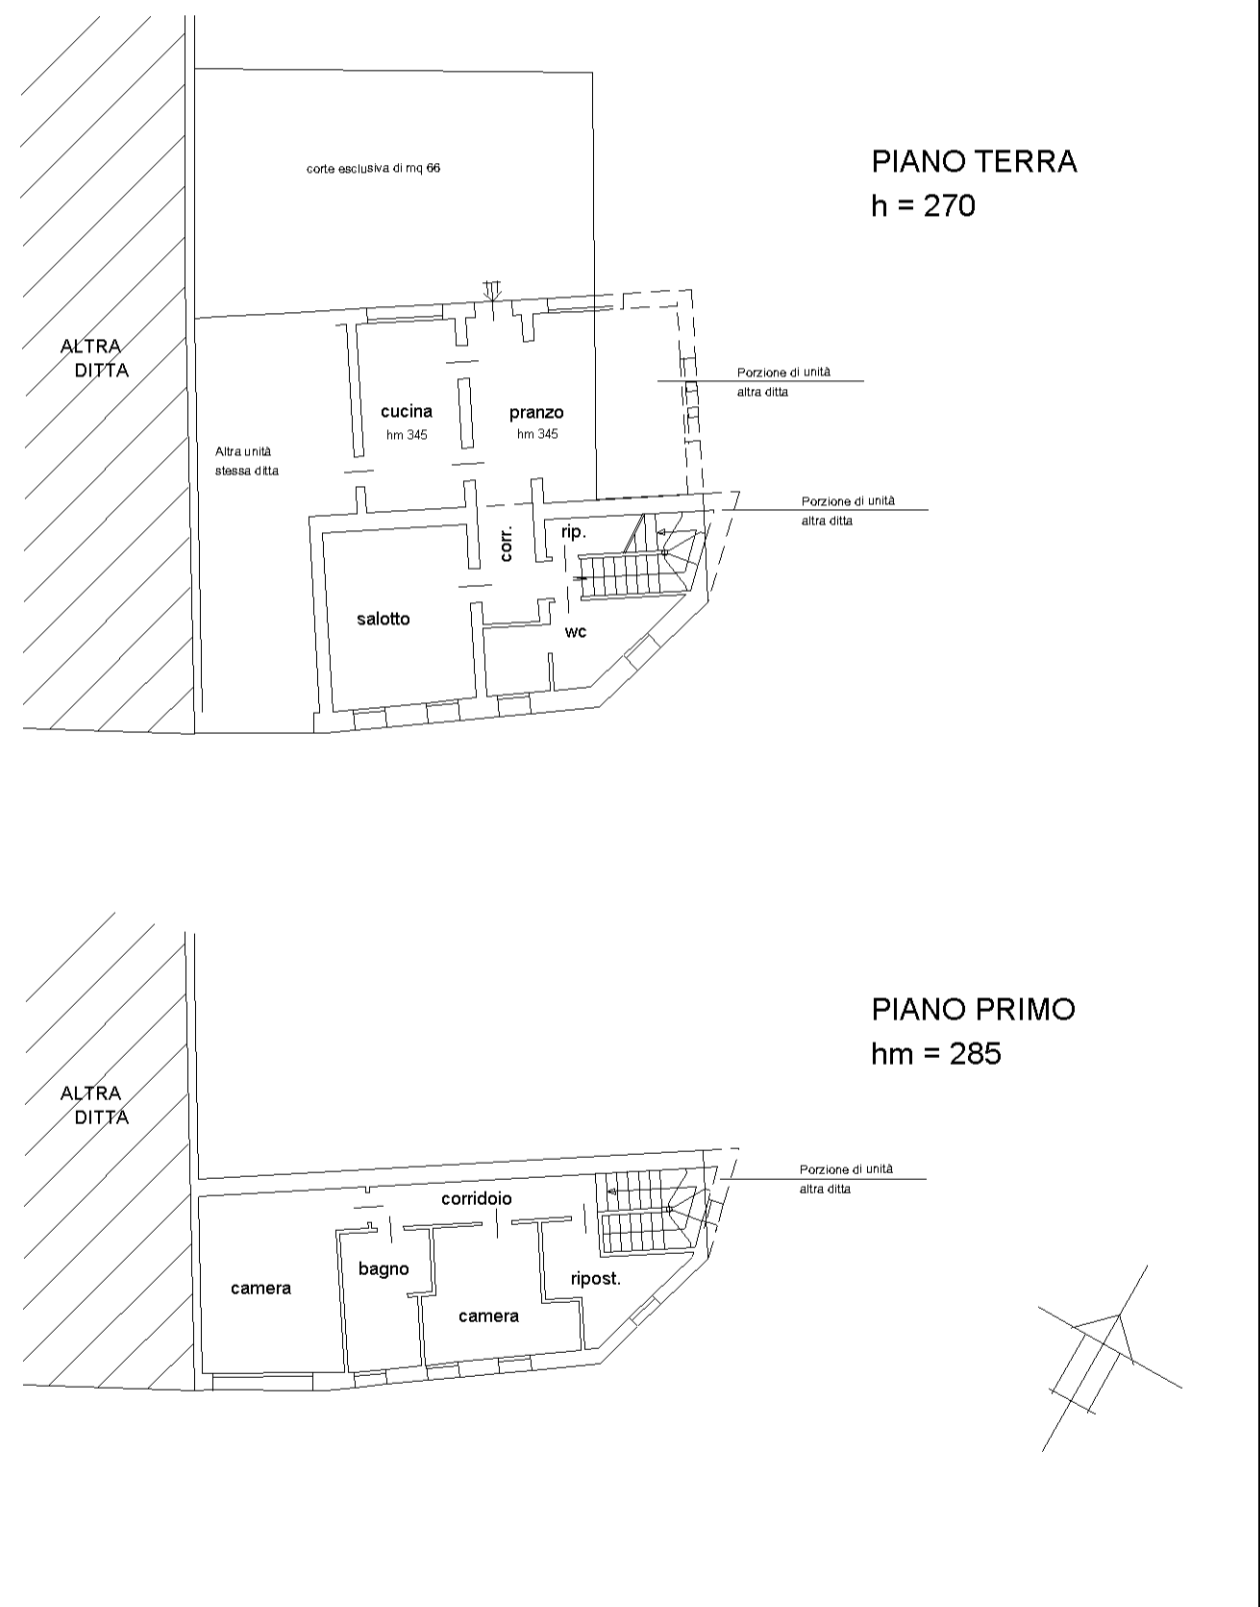 corte esclusiva di mq 66
PIANO TERRA
h = 270
ALTRA
DITTA
Porzione di unità
altra ditta
cucina
hm 345
pranzo
hm 345
Altra unità
stessa ditta
Porzione di unità
altra ditta
corr.
rip.
salotto
wc
PIANO PRIMO
hm = 285
ALTRA
DITTA
Porzione di unità
altra ditta
corridoio
bagno
camera
ripost.
camera